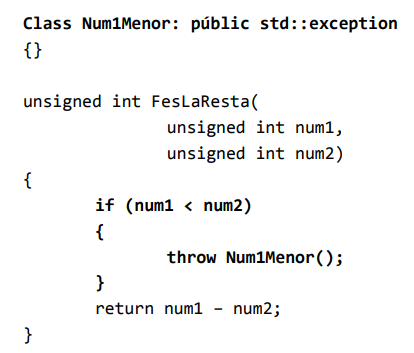 Class Num1Menor: público std::exception
{}
unsigned int FesLaResta(
unsigned int num1,
unsigned int num2)
{
if (num1 < num2)
{
throw Num1Menor();
}
return num1 – num2;
}